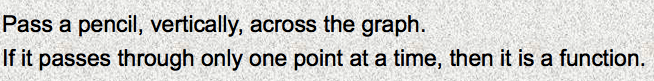 Pass a pencil, vertically, across the graph.
If it passes through only one point at a time, then it is a function.